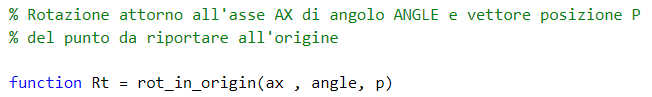 % Rotazione attorno all'asse AX di angolo ANGLE e vettore posizione P
% del punto da riportare all'origine
function Rt = rot_in_origin(ax , angle, p)